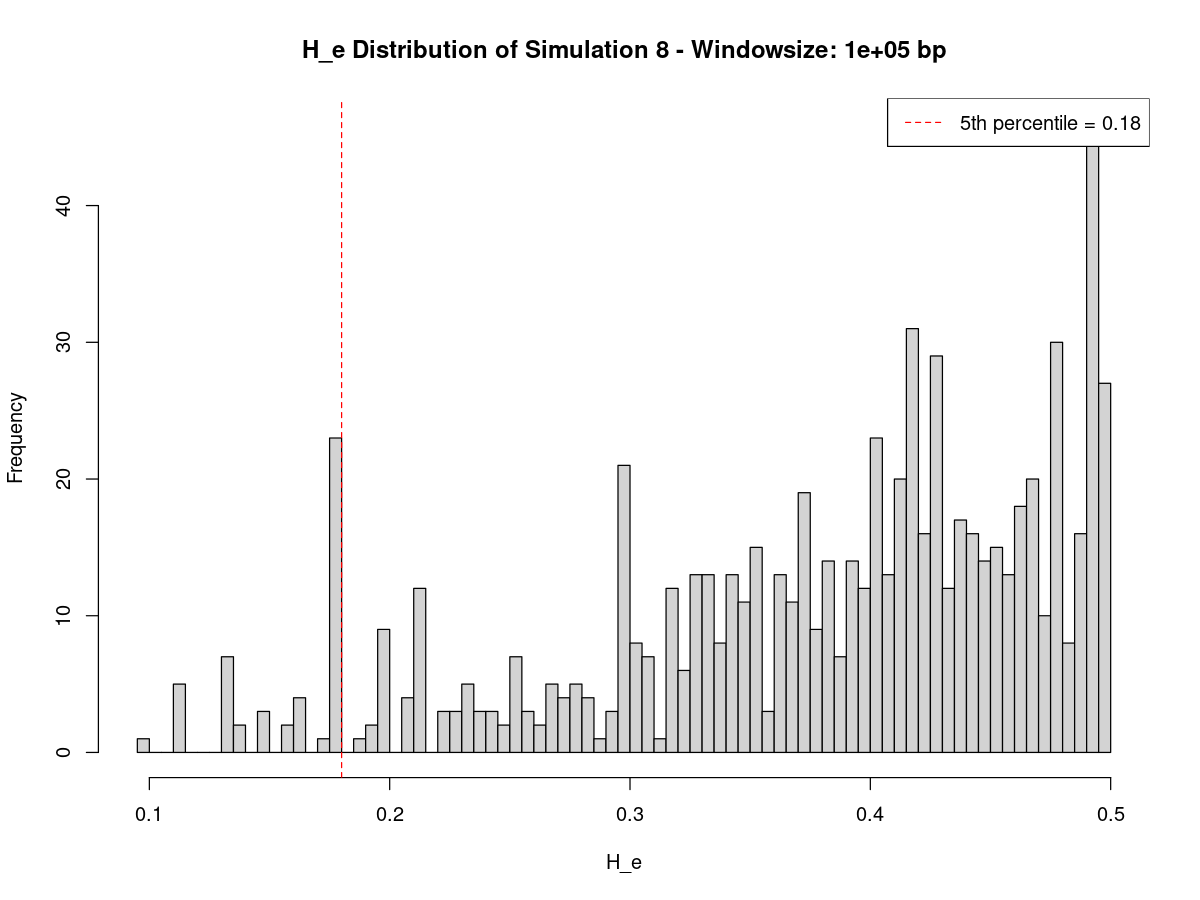 H_e Distribution of Simulation 8 - Windowsize: 1e+05 bp
5th percentile = 0.18
40
30
20
10
0
Frequency
0.1 0.2 0.3 0.4 0.5
H_e